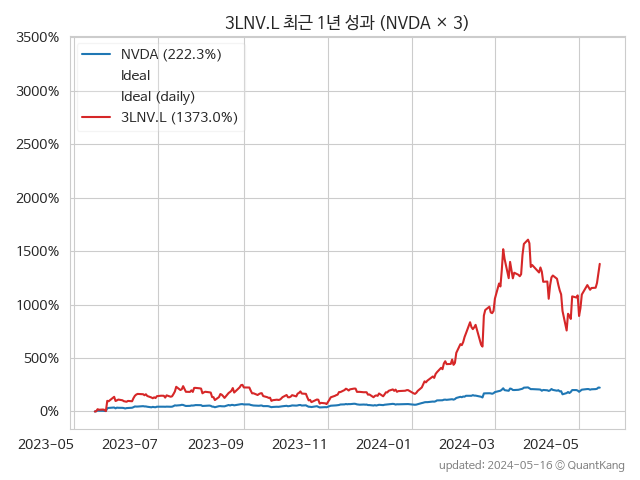 3LNV.L 최근 1년 성과 (NVDA × 3)
3500%
3000%
2500%
2000%
1500%
1000%
500%
0%
NVDA (222.3%)
Ideal
Ideal (daily)
3LNV.L (1373.0%)
2023-05 2023-07 2023-09 2023-11 2024-01 2024-03 2024-05
updated: 2024-05-16 © QuantKang